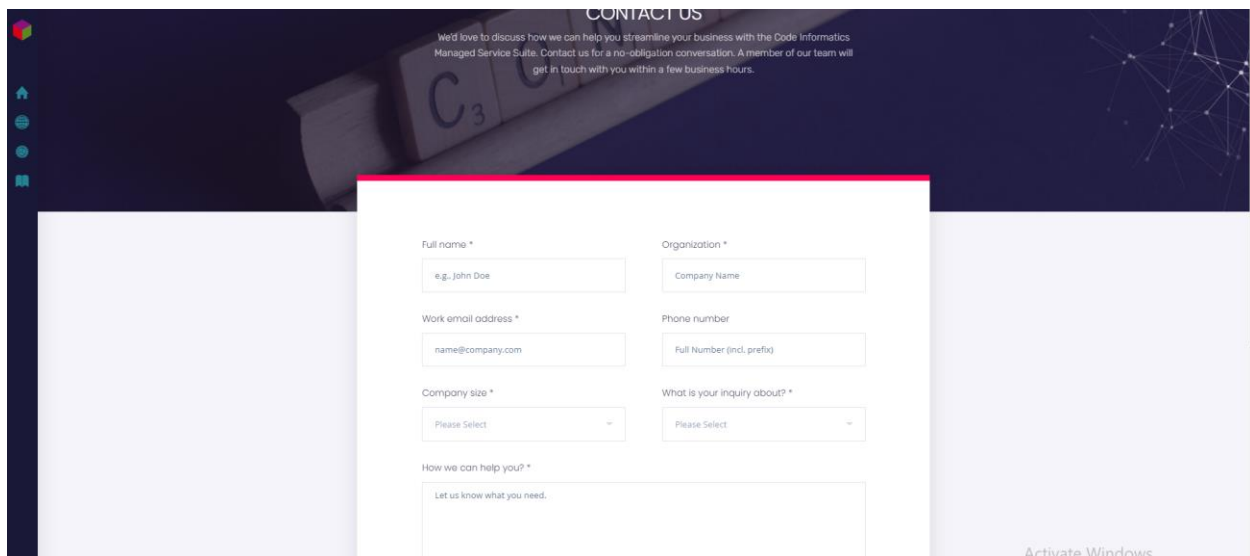 CONTACT US
We'd love to discuss how we can help you streamline your business with the Code Informatics
Managed Service Suite. Contact us for a no-obligation conversation. A member of our team will
get in touch with you within a few business hours.
C3
Full name *
Organization *
e.g., John Doe
Company Name
Work email address *
Phone number
name@company.com
Full Number (incl. prefix)
Company size *
What is your inquiry about? *
Please Select
Please Select
How we can help you? *
Let us know what you need.
Activate Windows